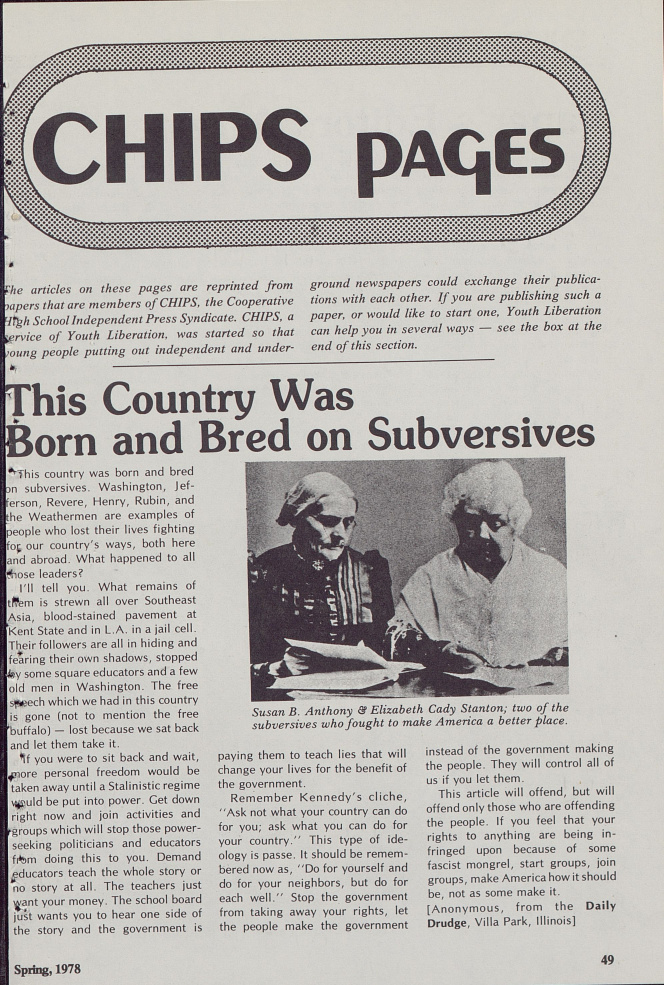 CHIPS PAGES
The articles on these pages are reprinted from
papers that are members of CHIPS, the Cooperative
High School Independent Press Syndicate. CHIPS, a
service of Youth Liberation, was started so that
young people putting out independent and under-
ground newspapers could exchange their publica-
tions with each other. If you are publishing such a
paper, or would like to start one, Youth Liberation
can help you in several ways — see the box at the
end of this section.
This Country Was
Born and Bred on Subversives
This country was born and bred
on subversives. Washington, Jef-
ferson, Revere, Henry, Rubin, and
the Weathermen are examples of
people who lost their lives fighting
for our country's ways, both here
and abroad. What happened to all
those leaders?
I'll tell you. What remains of
them is strewn all over Southeast
Asia, blood-stained pavement at
Kent State and in L.A. in a jail cell.
Their followers are all in hiding and
fearing their own shadows, stopped
by some square educators and a few
old men in Washington. The free
speech which we had in this country
is gone (not to mention the free
buffalo) — lost because we sat back
and let them take it.
If you were to sit back and wait,
more personal freedom would be
taken away until a Stalinistic regime
would be put into power. Get down
right now and join activities and
groups which will stop those power-
seeking politicians and educators
from doing this to you. Demand
educators teach the whole story or
no story at all. The teachers just
want your money. The school board
just wants you to hear one side of
the story and the government is
Susan B. Anthony & Elizabeth Cady Stanton; two of the
subversives who fought to make America a better place.
paying them to teach lies that will
change your lives for the benefit of
the government.
Remember Kennedy's cliche,
"Ask not what your country can do
for you; ask what you can do for
your country." This type of ide-
ology is passe. It should be remem-
bered now as, "Do for yourself and
do for your neighbors, but do for
each well." Stop the government
from taking away your rights, let
the people make the government
instead of the government making
the people. They will control all of
us if you let them.
This article will offend, but will
offend only those who are offending
the people. If you feel that your
rights to anything are being in-
fringed upon because of some
fascist mongrel, start groups, join
groups, make America how it should
be, not as some make it.
[Anonymous, from the Daily
Drudge, Villa Park, Illinois]
Spring, 1978
49